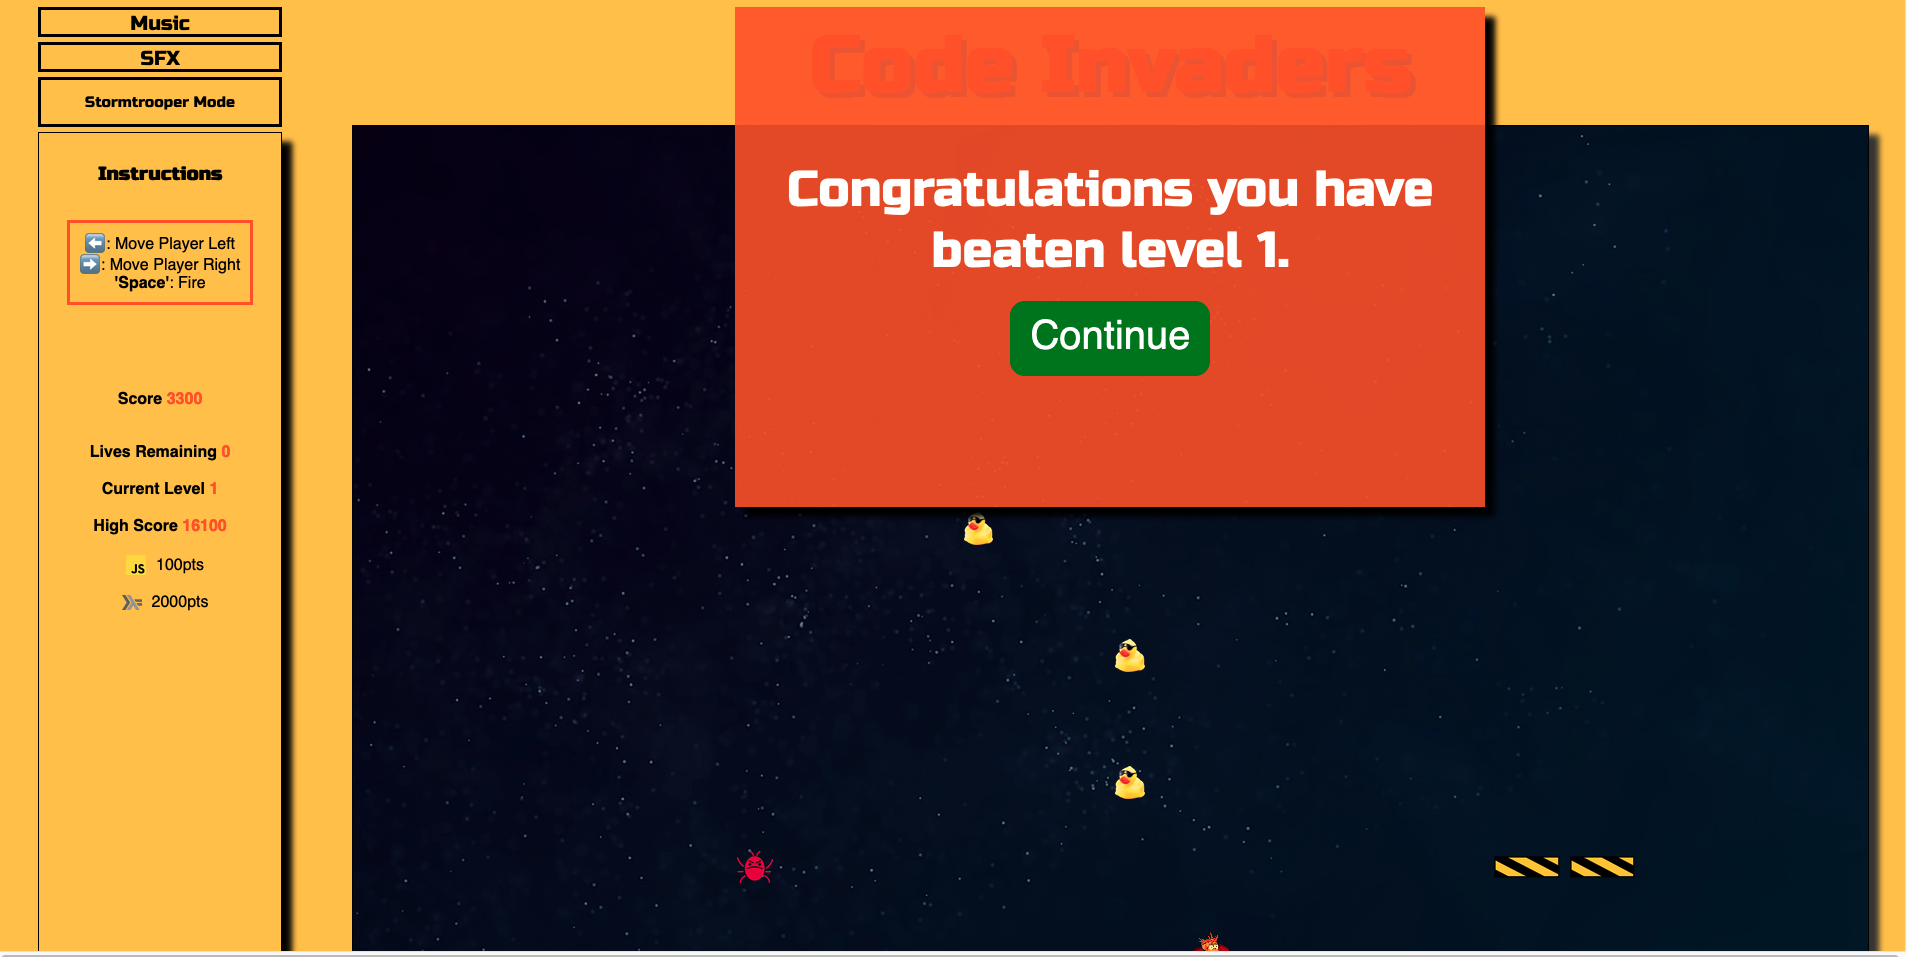 Music
SFX
Stormtrooper Mode
Instructions
⬅️: Move Player Left
➡️: Move Player Right
'Space': Fire
Score 3300
Lives Remaining 0
Current Level 1
High Score 16100
JS 100pts
2000pts
Code Invaders
Congratulations you have
beaten level 1.
Continue